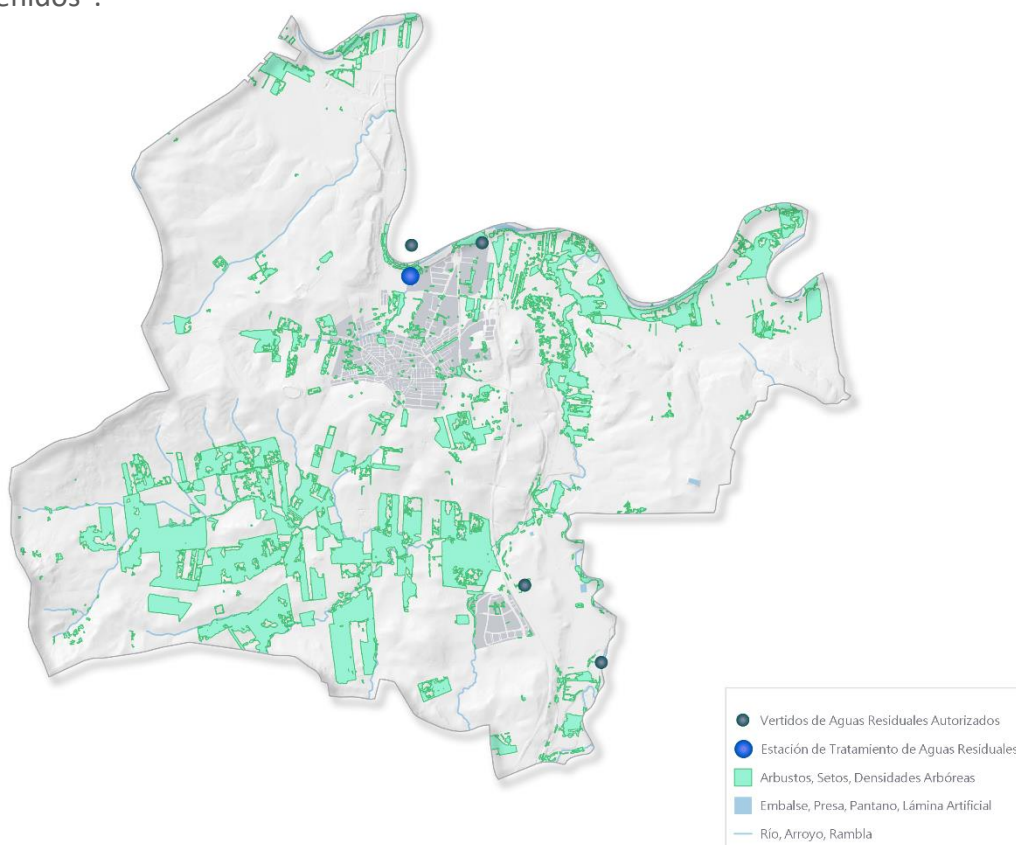 enidos".
Vertidos de Aguas Residuales Autorizados
Estación de Tratamiento de Aguas Residuales
Arbustos, Setos, Densidades Arbóreas
Embalse, Presa, Pantano, Lámina Artificial
Río, Arroyo, Rambla